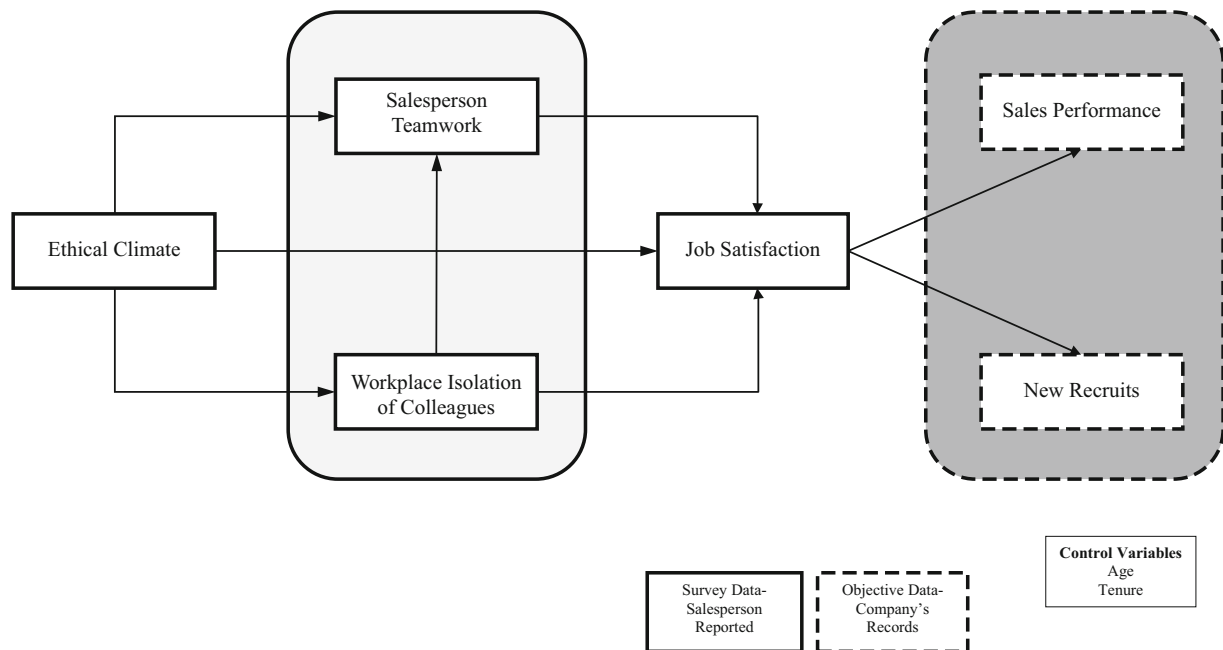 Salesperson
Teamwork
Sales Performance
Ethical Climate
Job Satisfaction
Workplace Isolation
of Colleagues
New Recruits
Control Variables
Age
Tenure
Survey Data-
Salesperson
Reported
Objective Data-
Company's
Records